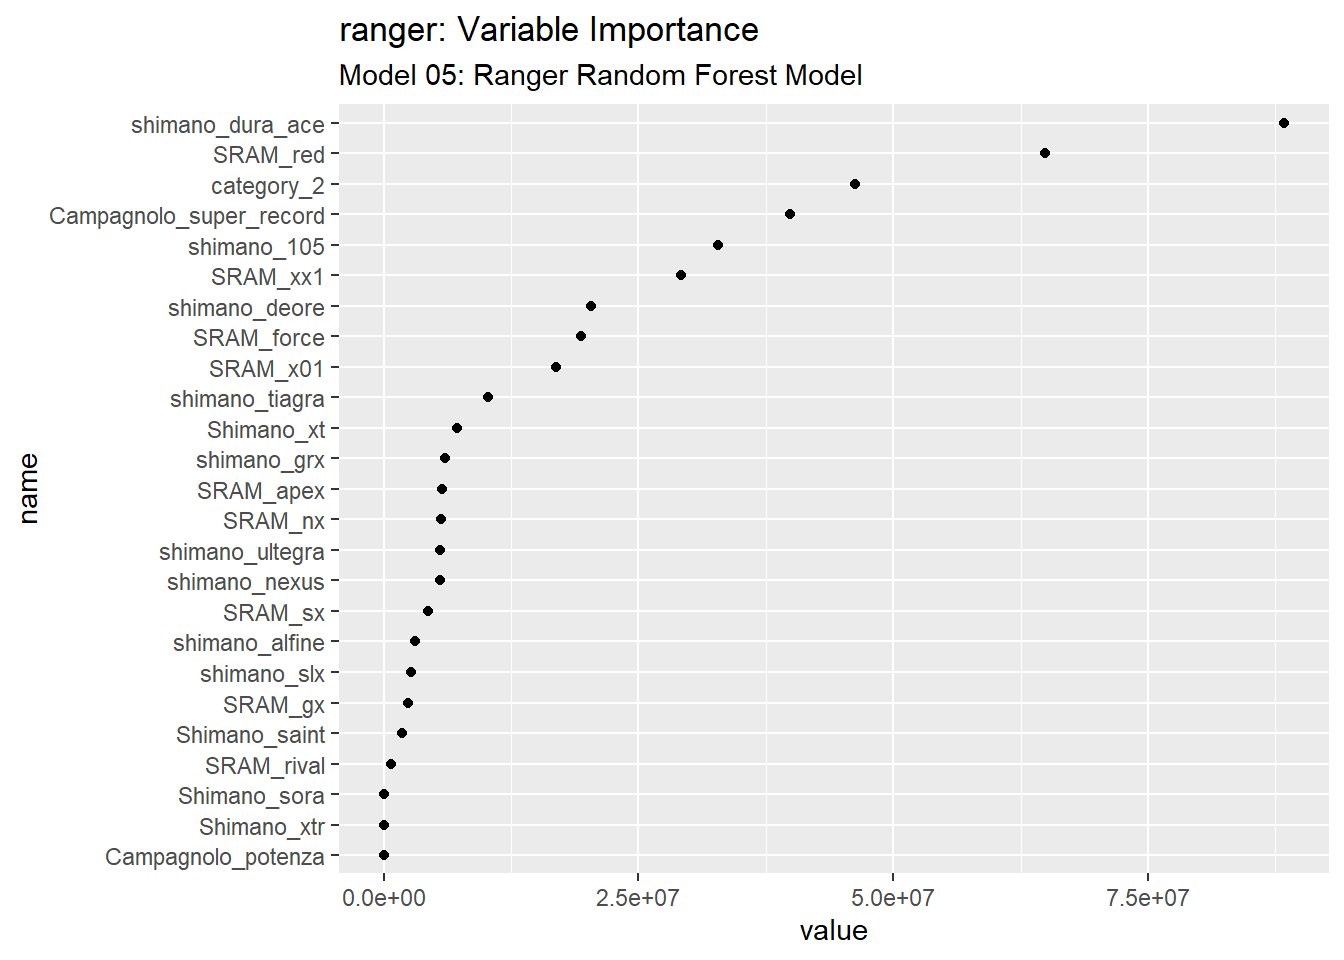 ranger: Variable Importance
Model 05: Ranger Random Forest Model
shimano_dura_ace
SRAM_red
category_2
Campagnolo_super_record
shimano_105
SRAM_xx1
shimano_deore
SRAM_force
SRAM_x01
shimano_tiagra
Shimano_xt
shimano_grx
SRAM_apex
SRAM_nx
shimano_ultegra
shimano_nexus
SRAM_sx
shimano_alfine
shimano_slx
SRAM_gx
Shimano_saint
SRAM_rival
Shimano_sora
Shimano_xtr
Campagnolo_potenza
name
0.0e+00 2.5e+07 5.0e+07 7.5e+07
value